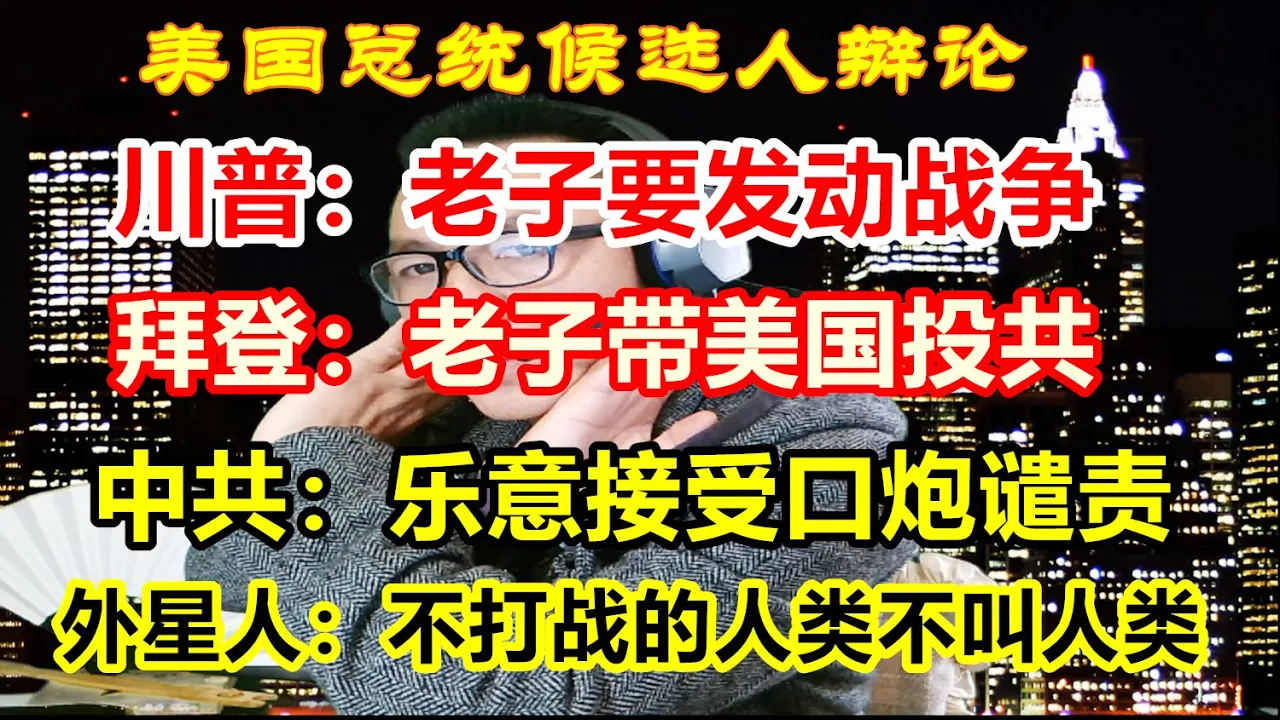 美国总统候选人辩论
川普：老子要发动战争
拜登：老子带美国投共
中共：乐意接受口炮谴责
外星人：不打战的人类不叫人类